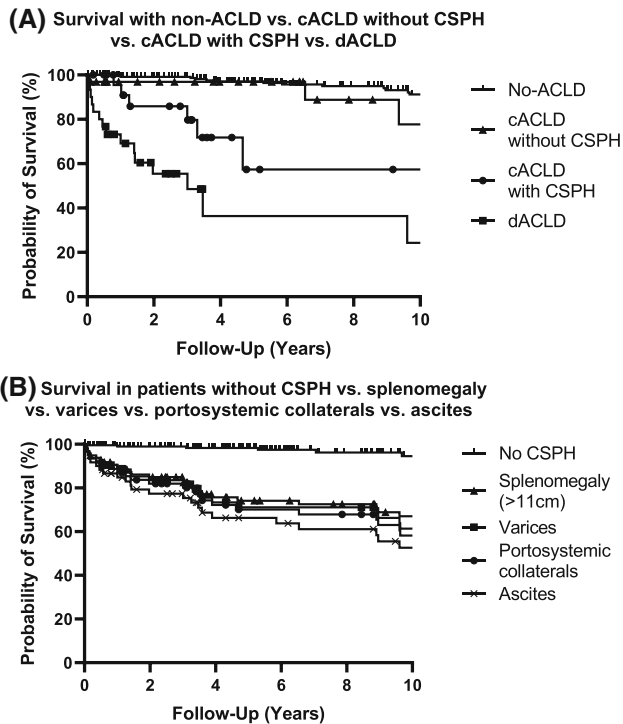 (A) Survival with non-ACLD vs. cACLD without CSPH
vs. cACLD with CSPH vs. dACLD
Probability of Survival (%)
100
80
60
40
20
0
0 2 4 6 8 10
Follow-Up (Years)
No-ACLD
cACLD
without CSPH
cACLD
with CSPH
dACLD
(B) Survival in patients without CSPH vs. splenomegaly
vs. varices vs. portosystemic collaterals vs. ascites
Probability of Survival (%)
100
80
60
40
20
0
0 2 4 6 8 10
Follow-Up (Years)
No CSPH
Splenomegaly
(>11cm)
Varices
Portosystemic
collaterals
Ascites